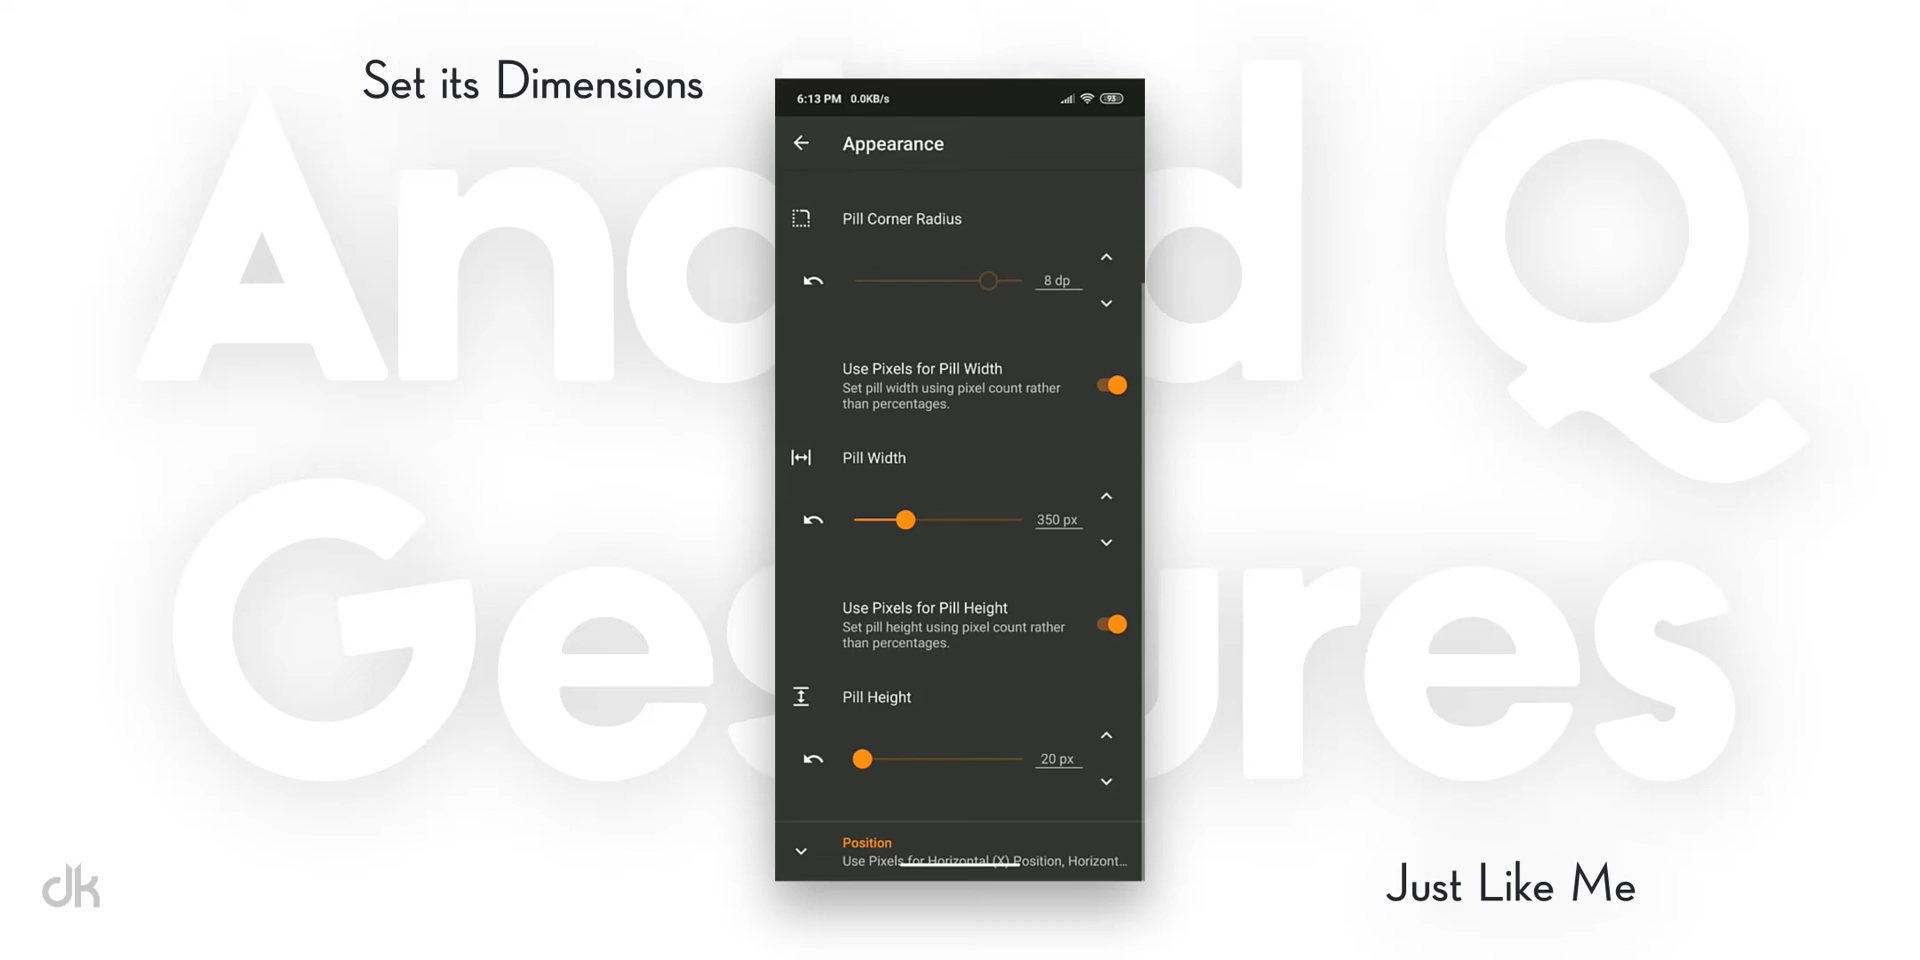 Set its Dimensions
Android Q
Gestures
6:13 PM 0.0KB/s 93
Appearance
Pill Corner Radius
8 dp
Use Pixels for Pill Width
Set pill width using pixel count rather
than percentages.
Pill Width
350 px
Use Pixels for Pill Height
Set pill height using pixel count rather
than percentages.
Pill Height
20 px
Position
Use Pixels for Horizontal (X) Position, Horizont...
Just Like Me
dk